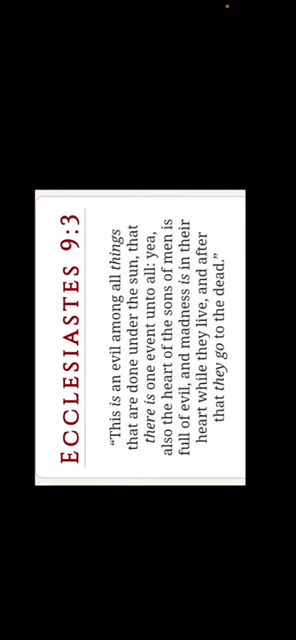 ECCLESIASTES 9:3
“This is an evil among all things
that are done under the sun, that
there is one event unto all: yea,
also the heart of the sons of men is
full of evil, and madness is in their
heart while they live, and after
that they go to the dead.”